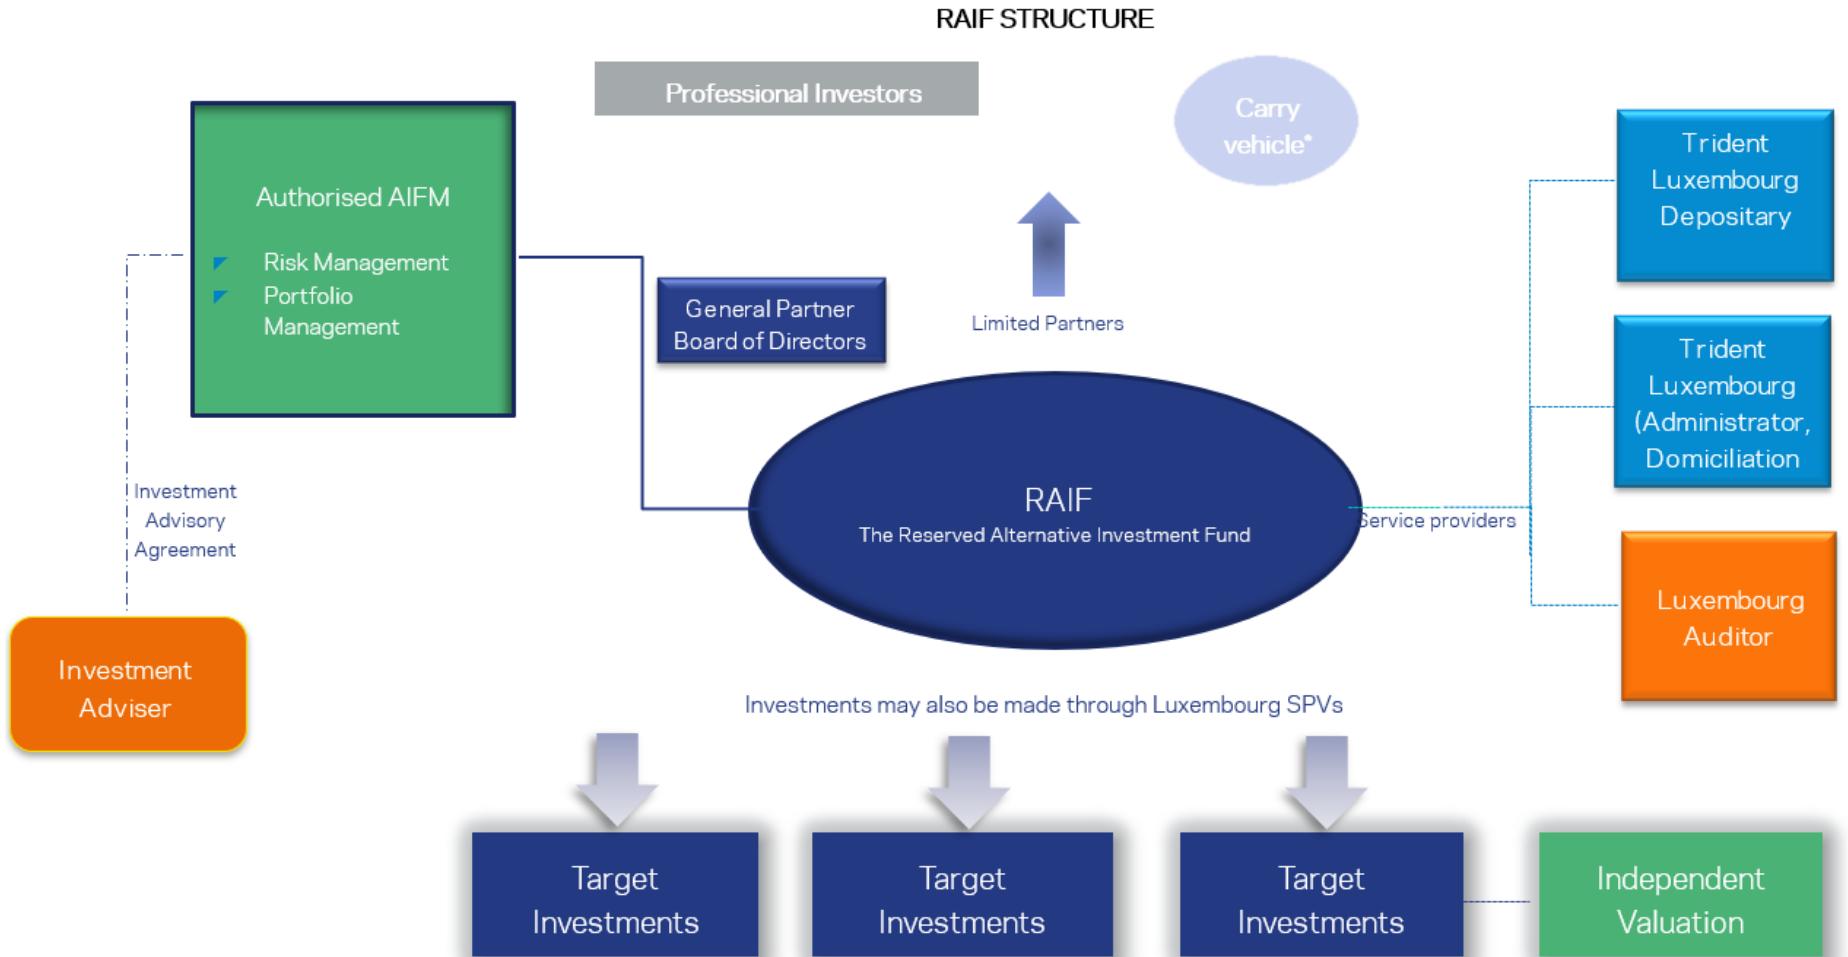 RAIF STRUCTURE
Professional Investors
Carry
vehicle*
Authorised AIFM
Risk Management
Portfolio
Management
General Partner
Board of Directors
Limited Partners
Trident
Luxembourg
Depositary
Trident
Luxembourg
(Administrator,
Domiciliation
Investment
Advisory
Agreement
RAIF
The Reserved Alternative Investment Fund
Service providers
Luxembourg
Auditor
Investment
Adviser
Investments may also be made through Luxembourg SPVs
Target
Investments
Target
Investments
Target
Investments
Independent
Valuation